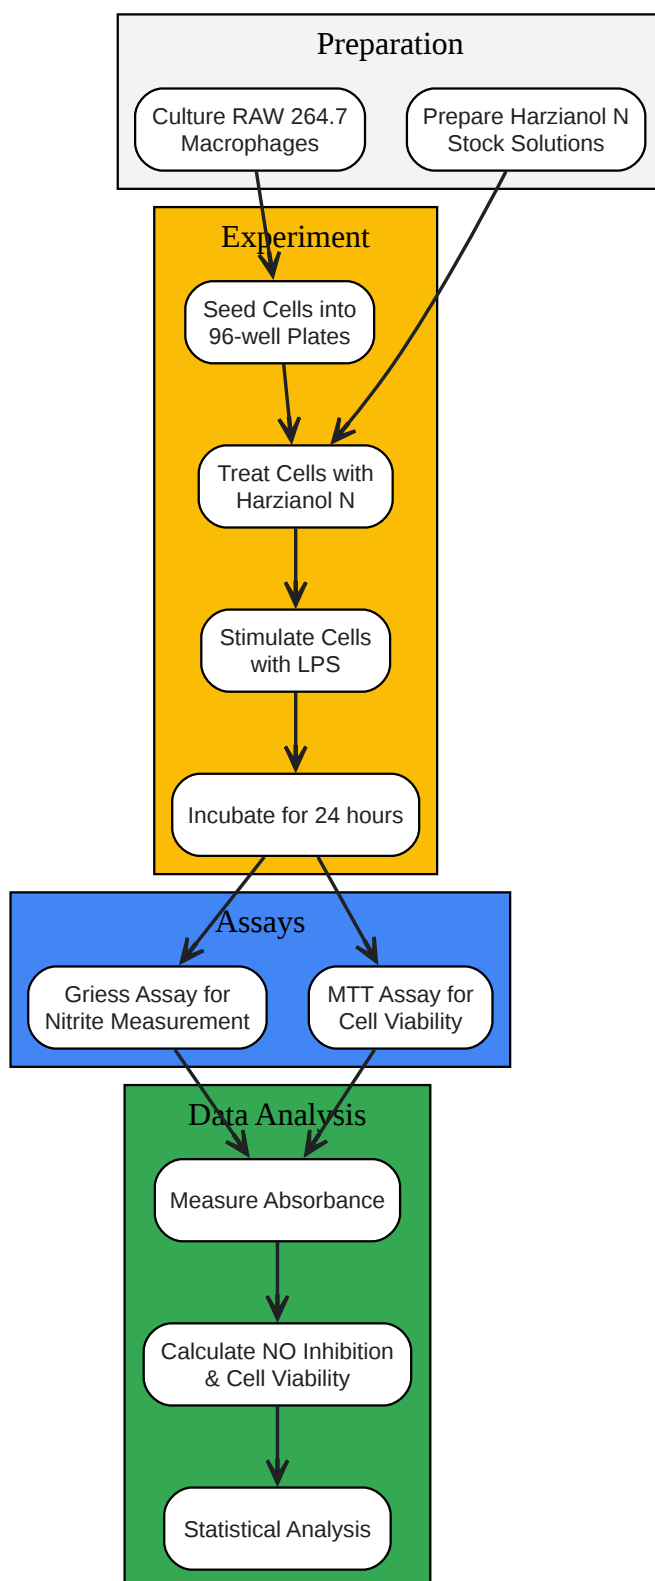 Preparation
Culture RAW 264.7
Macrophages
Prepare Harzianol N
Stock Solutions
Experiment
Seed Cells into
96-well Plates
Treat Cells with
Harzianol N
Stimulate Cells
with LPS
Incubate for 24 hours
Assays
Griess Assay for
Nitrite Measurement
MTT Assay for
Cell Viability
Data Analysis
Measure Absorbance
Calculate NO Inhibition
& Cell Viability
Statistical Analysis